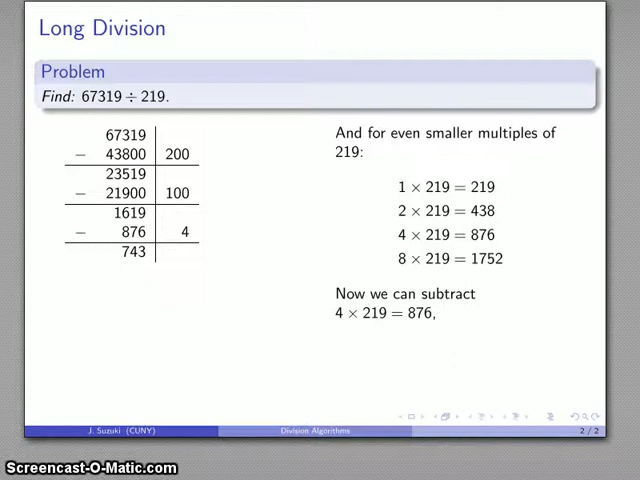 Long Division
Problem
Find: 67319 ÷ 219.
67319
− 43800 200
23519
− 21900 100
1619
− 876 4
743
And for even smaller multiples of
219:
1 × 219 = 219
2 × 219 = 438
4 × 219 = 876
8 × 219 = 1752
Now we can subtract
4 × 219 = 876,
J. Suzuki (CUNY) Division Algorithms 2 / 2
Screencast-O-Matic.com